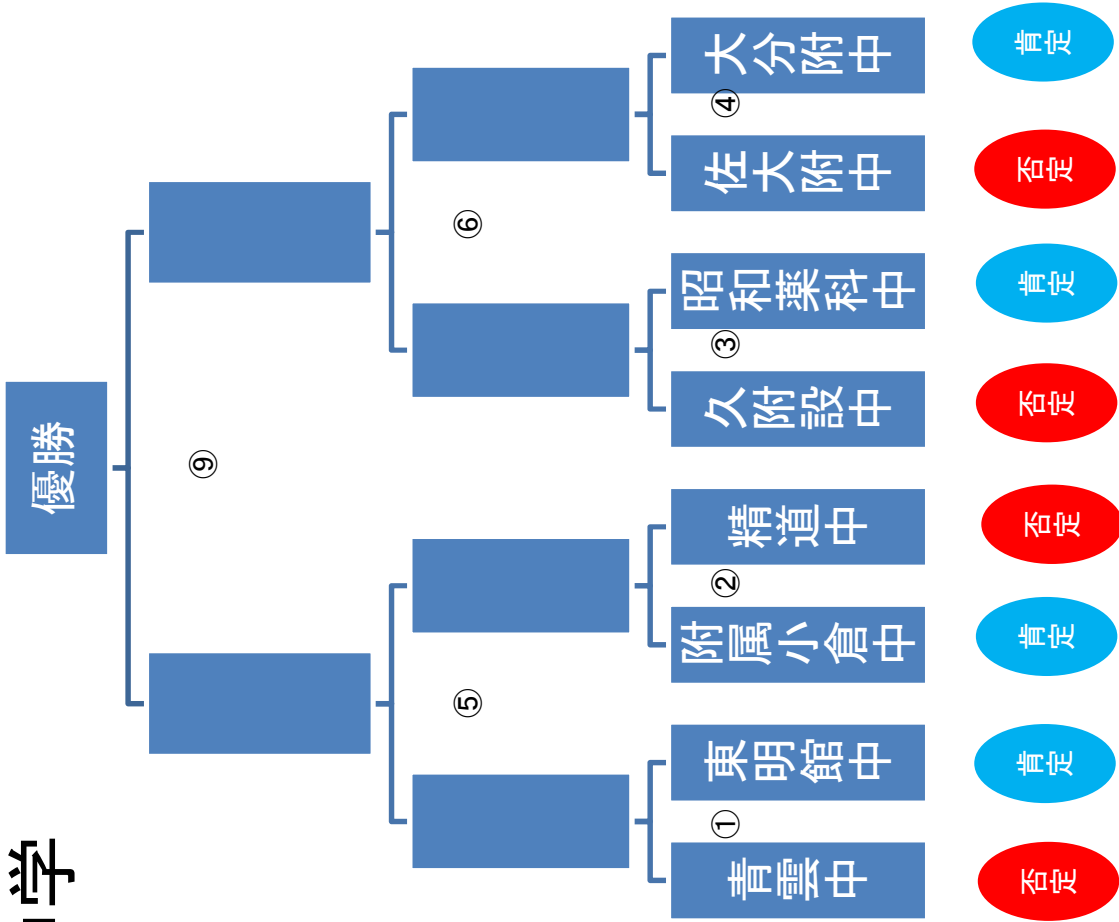 学
優勝
⑨
⑤
⑥
①
②
③
④
青雲中
東明館中
附属小倉中
精道中
久附設中
昭和薬科中
佐大附中
大分附中
否定
肯定
肯定
否定
否定
肯定
否定
肯定